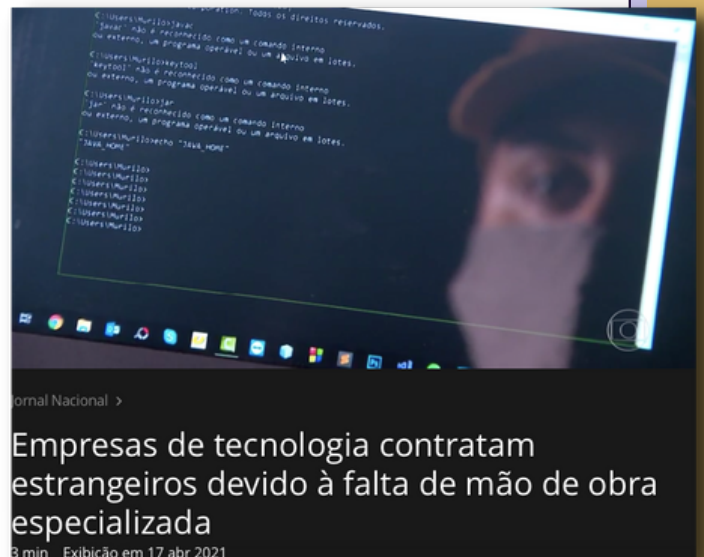 oration. Todos os direitos reservados.
C:\Users\Murilo>javac
'javac' não é reconhecido como um comando interno
ou externo, um programa operável ou um arquivo em lotes.
C:\Users\Murilo>keytool
'keytool' não é reconhecido como um comando interno
ou externo, um programa operável ou um arquivo em lotes.
C:\Users\Murilo>jar
'jar' não é reconhecido como um comando interno
ou externo, um programa operável ou um arquivo em lotes.
C:\Users\Murilo>echo "JAVA_HOME"
"JAVA_HOME"
C:\Users\Murilo>
C:\Users\Murilo>
C:\Users\Murilo>
C:\Users\Murilo>
C:\Users\Murilo>
C:\Users\Murilo>
ornal Nacional >
Empresas de tecnologia contratam
estrangeiros devido à falta de mão de obra
especializada
3 min Exibição em 17 abr 2021